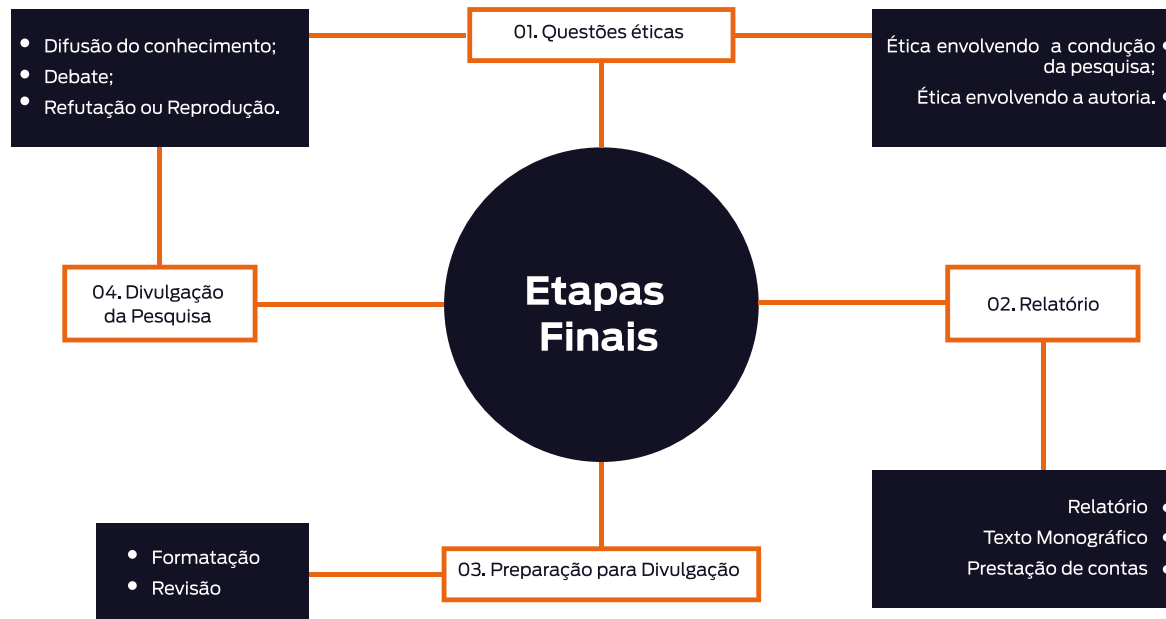 01. Questões éticas
Ética envolvendo a condução
da pesquisa;
Ética envolvendo a autoria.
02. Relatório
Relatório
Texto Monográfico
Prestação de contas
03. Preparação para Divulgação
Formatação
Revisão
04. Divulgação
da Pesquisa
Difusão do conhecimento;
Debate;
Refutação ou Reprodução.
Etapas
Finais